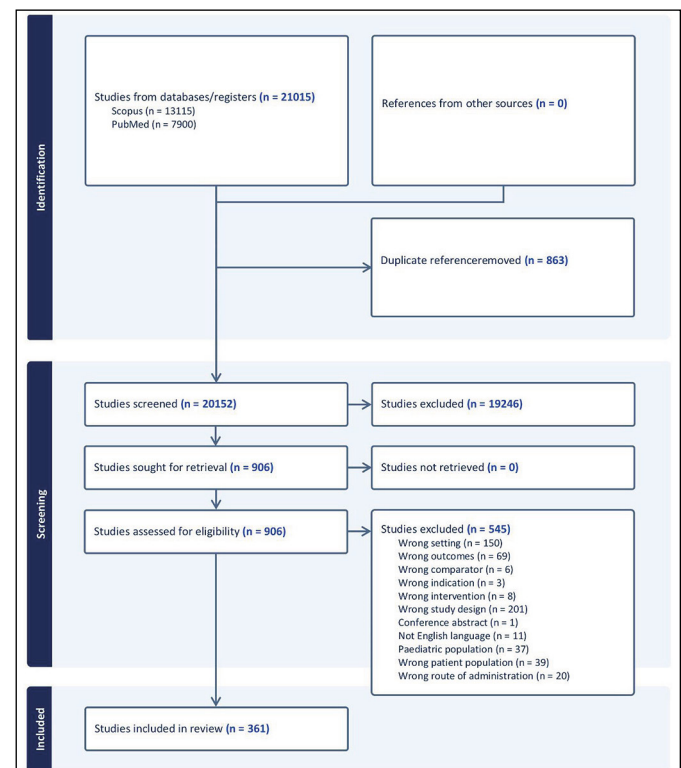 Identification
Studies from databases/registers (n = 21015)
Scopus (n = 13115)
PubMed (n = 7900)
References from other sources (n = 0)
Duplicate referenceremoved (n = 863)
Screening
Studies screened (n = 20152)
Studies excluded (n = 19246)
Studies sought for retrieval (n = 906)
Studies not retrieved (n = 0)
Studies assessed for eligibility (n = 906)
Studies excluded (n = 545)
Wrong setting (n = 150)
Wrong outcomes (n = 69)
Wrong comparator (n = 6)
Wrong indication (n = 3)
Wrong intervention (n = 8)
Wrong study design (n = 201)
Conference abstract (n = 1)
Not English language (n = 11)
Paediatric population (n = 37)
Wrong patient population (n = 39)
Wrong route of administration (n = 20)
Included
Studies included in review (n = 361)